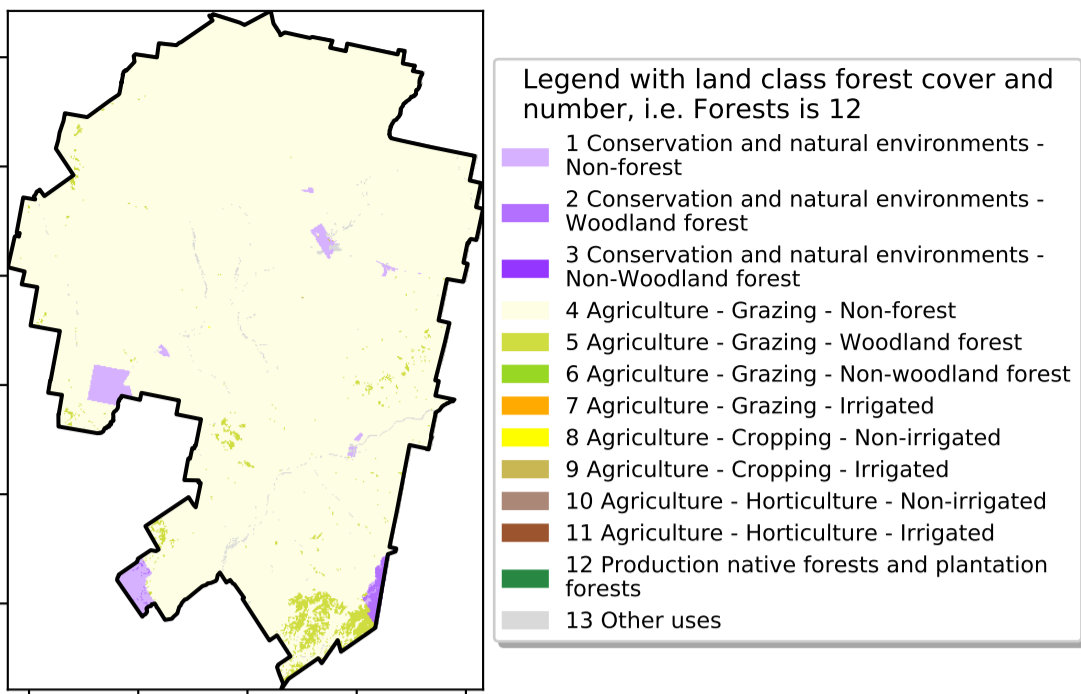 Legend with land class forest cover and
number, i.e. Forests is 12
1 Conservation and natural environments -
Non-forest
2 Conservation and natural environments -
Woodland forest
3 Conservation and natural environments -
Non-Woodland forest
4 Agriculture - Grazing - Non-forest
5 Agriculture - Grazing - Woodland forest
6 Agriculture - Grazing - Non-woodland forest
7 Agriculture - Grazing - Irrigated
8 Agriculture - Cropping - Non-irrigated
9 Agriculture - Cropping - Irrigated
10 Agriculture - Horticulture - Non-irrigated
11 Agriculture - Horticulture - Irrigated
12 Production native forests and plantation
forests
13 Other uses